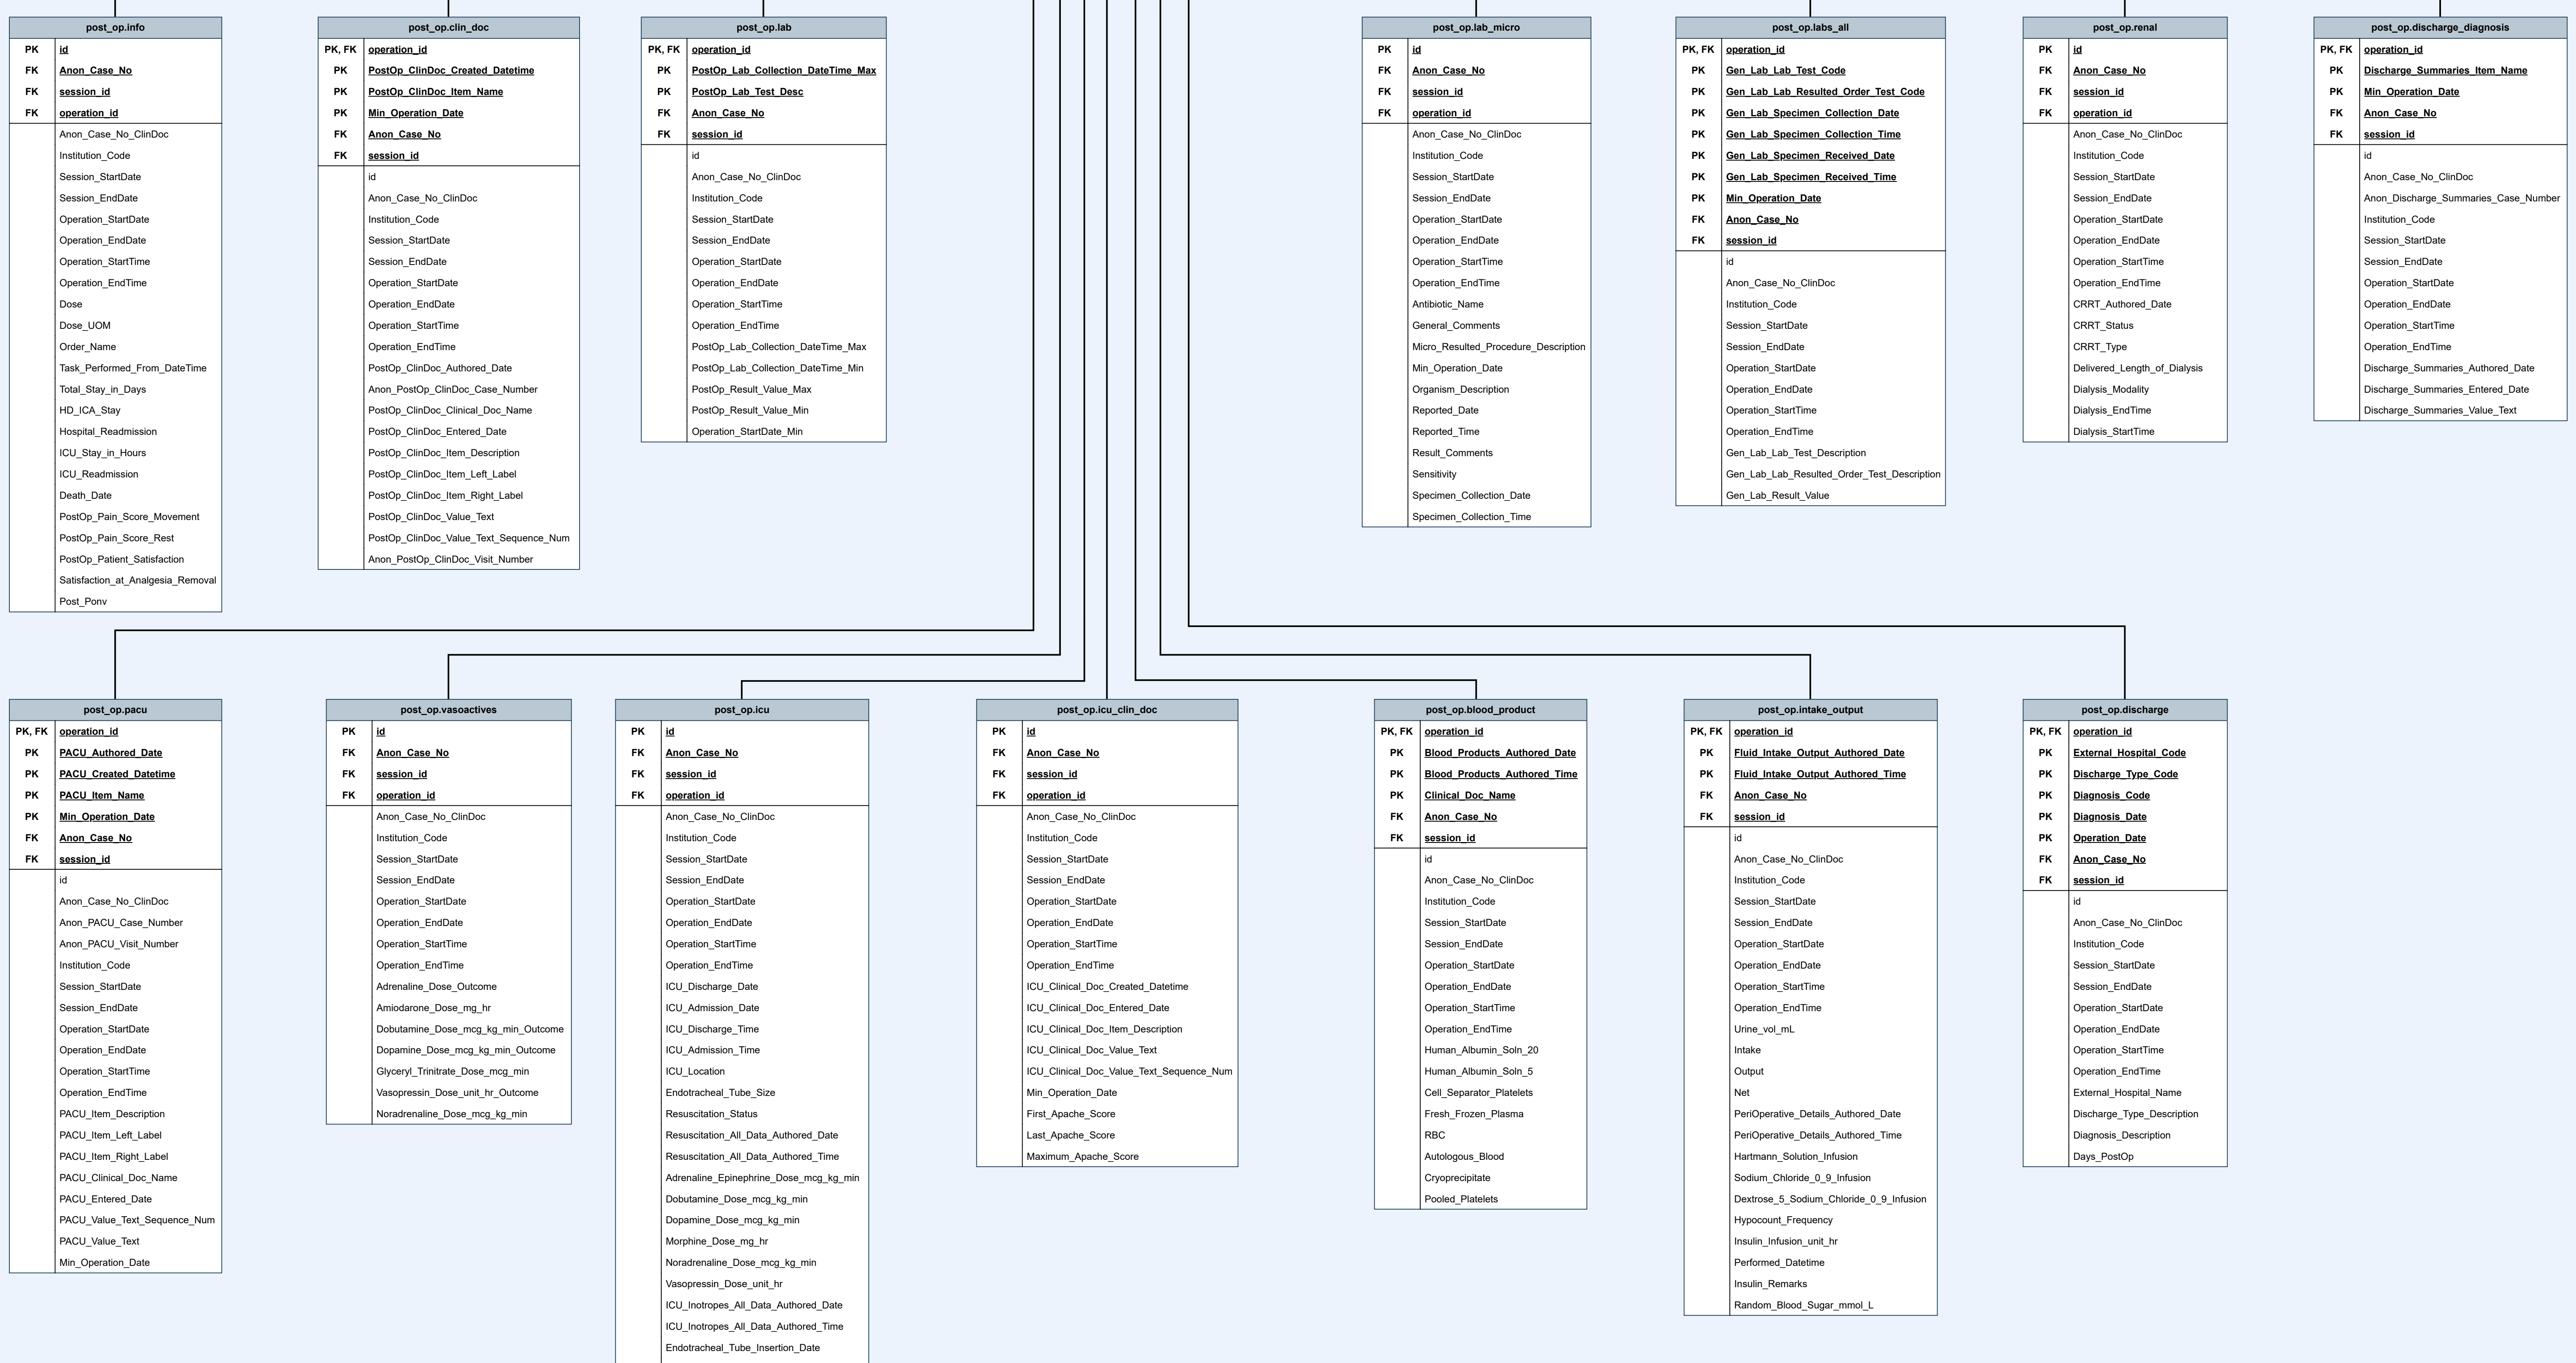 post_op.info
PK id
FK Anon_Case_No
FK session_id
FK operation_id
Anon_Case_No_ClinDoc
Institution_Code
Session_StartDate
Session_EndDate
Operation_StartDate
Operation_EndDate
Operation_StartTime
Operation_EndTime
Dose
Dose_UOM
Order_Name
Task_Performed_From_DateTime
Total_Stay_in_Days
HD_ICA_Stay
Hospital_Readmission
ICU_Stay_in_Hours
ICU_Readmission
Death_Date
PostOp_Pain_Score_Movement
PostOp_Pain_Score_Rest
PostOp_Patient_Satisfaction
Satisfaction_at_Analgesia_Removal
Post_Ponv
post_op.clin_doc
PK, FK operation_id
PK PostOp_ClinDoc_Created_Datetime
PK PostOp_ClinDoc_Item_Name
PK Min_Operation_Date
FK Anon_Case_No
FK session_id
id
Anon_Case_No_ClinDoc
Institution_Code
Session_StartDate
Session_EndDate
Operation_StartDate
Operation_EndDate
Operation_StartTime
Operation_EndTime
PostOp_ClinDoc_Authored_Date
Anon_PostOp_ClinDoc_Case_Number
PostOp_ClinDoc_Clinical_Doc_Name
PostOp_ClinDoc_Entered_Date
PostOp_ClinDoc_Item_Description
PostOp_ClinDoc_Item_Left_Label
PostOp_ClinDoc_Item_Right_Label
PostOp_ClinDoc_Value_Text
PostOp_ClinDoc_Value_Text_Sequence_Num
Anon_PostOp_ClinDoc_Visit_Number
post_op.lab
PK, FK operation_id
PK PostOp_Lab_Collection_DateTime_Max
PK PostOp_Lab_Test_Desc
FK Anon_Case_No
FK session_id
id
Anon_Case_No_ClinDoc
Institution_Code
Session_StartDate
Session_EndDate
Operation_StartDate
Operation_EndDate
Operation_StartTime
Operation_EndTime
PostOp_Lab_Collection_DateTime_Max
PostOp_Lab_Collection_DateTime_Min
PostOp_Result_Value_Max
PostOp_Result_Value_Min
Operation_StartDate_Min
post_op.lab_micro
PK id
FK Anon_Case_No
FK session_id
FK operation_id
Anon_Case_No_ClinDoc
Institution_Code
Session_StartDate
Session_EndDate
Operation_StartDate
Operation_EndDate
Operation_StartTime
Operation_EndTime
Antibiotic_Name
General_Comments
Micro_Resulted_Procedure_Description
Min_Operation_Date
Organism_Description
Reported_Date
Reported_Time
Result_Comments
Sensitivity
Specimen_Collection_Date
Specimen_Collection_Time
post_op.labs_all
PK, FK operation_id
PK Gen_Lab_Lab_Test_Code
PK Gen_Lab_Lab_Resulted_Order_Test_Code
PK Gen_Lab_Specimen_Collection_Date
PK Gen_Lab_Specimen_Collection_Time
PK Gen_Lab_Specimen_Received_Date
PK Gen_Lab_Specimen_Received_Time
PK Min_Operation_Date
FK Anon_Case_No
FK session_id
id
Anon_Case_No_ClinDoc
Institution_Code
Session_StartDate
Session_EndDate
Operation_StartDate
Operation_EndDate
Operation_StartTime
Operation_EndTime
Gen_Lab_Lab_Test_Description
Gen_Lab_Lab_Resulted_Order_Test_Description
Gen_Lab_Result_Value
post_op.renal
PK id
FK Anon_Case_No
FK session_id
FK operation_id
Anon_Case_No_ClinDoc
Institution_Code
Session_StartDate
Session_EndDate
Operation_StartDate
Operation_EndDate
Operation_StartTime
Operation_EndTime
CRRT_Authored_Date
CRRT_Status
CRRT_Type
Delivered_Length_of_Dialysis
Dialysis_Modality
Dialysis_EndTime
Dialysis_StartTime
post_op.discharge_diagnosis
PK, FK operation_id
PK Discharge_Summaries_Item_Name
PK Min_Operation_Date
FK Anon_Case_No
FK session_id
id
Anon_Case_No_ClinDoc
Anon_Discharge_Summaries_Case_Number
Institution_Code
Session_StartDate
Session_EndDate
Operation_StartDate
Operation_EndDate
Operation_StartTime
Operation_EndTime
Discharge_Summaries_Authored_Date
Discharge_Summaries_Entered_Date
Discharge_Summaries_Value_Text
post_op.pacu
PK, FK operation_id
PK PACU_Authored_Date
PK PACU_Created_Datetime
PK PACU_Item_Name
PK Min_Operation_Date
FK Anon_Case_No
FK session_id
id
Anon_Case_No_ClinDoc
Anon_PACU_Case_Number
Anon_PACU_Visit_Number
Institution_Code
Session_StartDate
Session_EndDate
Operation_StartDate
Operation_EndDate
Operation_StartTime
Operation_EndTime
PACU_Item_Description
PACU_Item_Left_Label
PACU_Item_Right_Label
PACU_Clinical_Doc_Name
PACU_Entered_Date
PACU_Value_Text_Sequence_Num
PACU_Value_Text
Min_Operation_Date
post_op.vasoactives
PK id
FK Anon_Case_No
FK session_id
FK operation_id
Anon_Case_No_ClinDoc
Institution_Code
Session_StartDate
Session_EndDate
Operation_StartDate
Operation_EndDate
Operation_StartTime
Operation_EndTime
Adrenaline_Dose_Outcome
Amiodarone_Dose_mg_hr
Dobutamine_Dose_mcg_kg_min_Outcome
Dopamine_Dose_mcg_kg_min_Outcome
Glyceryl_Trinitrate_Dose_mcg_min
Vasopressin_Dose_unit_hr_Outcome
Noradrenaline_Dose_mcg_kg_min
post_op.icu
PK id
FK Anon_Case_No
FK session_id
FK operation_id
Anon_Case_No_ClinDoc
Institution_Code
Session_StartDate
Session_EndDate
Operation_StartDate
Operation_EndDate
Operation_StartTime
Operation_EndTime
ICU_Discharge_Date
ICU_Admission_Date
ICU_Discharge_Time
ICU_Admission_Time
ICU_Location
Endotracheal_Tube_Size
Resuscitation_Status
Resuscitation_All_Data_Authored_Date
Resuscitation_All_Data_Authored_Time
Adrenaline_Epinephrine_Dose_mcg_kg_min
Dobutamine_Dose_mcg_kg_min
Dopamine_Dose_mcg_kg_min
Morphine_Dose_mg_hr
Noradrenaline_Dose_mcg_kg_min
Vasopressin_Dose_unit_hr
ICU_Inotropes_All_Data_Authored_Date
ICU_Inotropes_All_Data_Authored_Time
Endotracheal_Tube_Insertion_Date
post_op.icu_clin_doc
PK id
FK Anon_Case_No
FK session_id
FK operation_id
Anon_Case_No_ClinDoc
Institution_Code
Session_StartDate
Session_EndDate
Operation_StartDate
Operation_EndDate
Operation_StartTime
Operation_EndTime
ICU_Clinical_Doc_Created_Datetime
ICU_Clinical_Doc_Entered_Date
ICU_Clinical_Doc_Item_Description
ICU_Clinical_Doc_Value_Text
ICU_Clinical_Doc_Value_Text_Sequence_Num
Min_Operation_Date
First_Apache_Score
Last_Apache_Score
Maximum_Apache_Score
post_op.blood_product
PK, FK operation_id
PK Blood_Products_Authored_Date
PK Blood_Products_Authored_Time
PK Clinical_Doc_Name
FK Anon_Case_No
FK session_id
id
Anon_Case_No_ClinDoc
Institution_Code
Session_StartDate
Session_EndDate
Operation_StartDate
Operation_EndDate
Operation_StartTime
Operation_EndTime
Human_Albumin_Soln_20
Human_Albumin_Soln_5
Cell_Separator_Platelets
Fresh_Frozen_Plasma
RBC
Autologous_Blood
Cryoprecipitate
Pooled_Platelets
post_op.intake_output
PK, FK operation_id
PK Fluid_Intake_Output_Authored_Date
PK Fluid_Intake_Output_Authored_Time
FK Anon_Case_No
FK session_id
id
Anon_Case_No_ClinDoc
Institution_Code
Session_StartDate
Session_EndDate
Operation_StartDate
Operation_EndDate
Operation_StartTime
Operation_EndTime
Urine_vol_mL
Intake
Output
Net
PeriOperative_Details_Authored_Date
PeriOperative_Details_Authored_Time
Hartmann_Solution_Infusion
Sodium_Chloride_0_9_Infusion
Dextrose_5_Sodium_Chloride_0_9_Infusion
Hypocount_Frequency
Insulin_Infusion_unit_hr
Performed_Datetime
Insulin_Remarks
Random_Blood_Sugar_mmol_L
post_op.discharge
PK, FK operation_id
PK External_Hospital_Code
PK Discharge_Type_Code
PK Diagnosis_Code
PK Diagnosis_Date
PK Operation_Date
FK Anon_Case_No
FK session_id
id
Anon_Case_No_ClinDoc
Institution_Code
Session_StartDate
Session_EndDate
Operation_StartDate
Operation_EndDate
Operation_StartTime
Operation_EndTime
External_Hospital_Name
Discharge_Type_Description
Diagnosis_Description
Days_PostOp